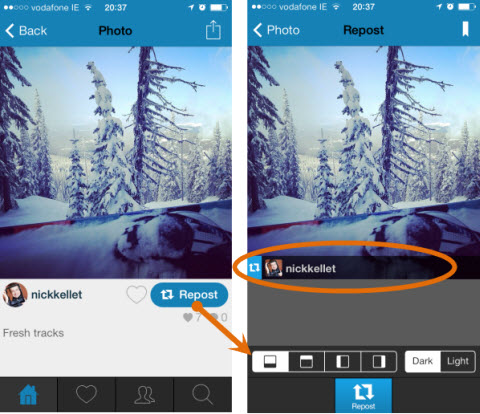 vodafone IE 20:37
Back Photo
nickkellet Repost
7 0
Fresh tracks
vodafone IE 20:37
Photo Repost
nickkellet
Dark Light
Repost